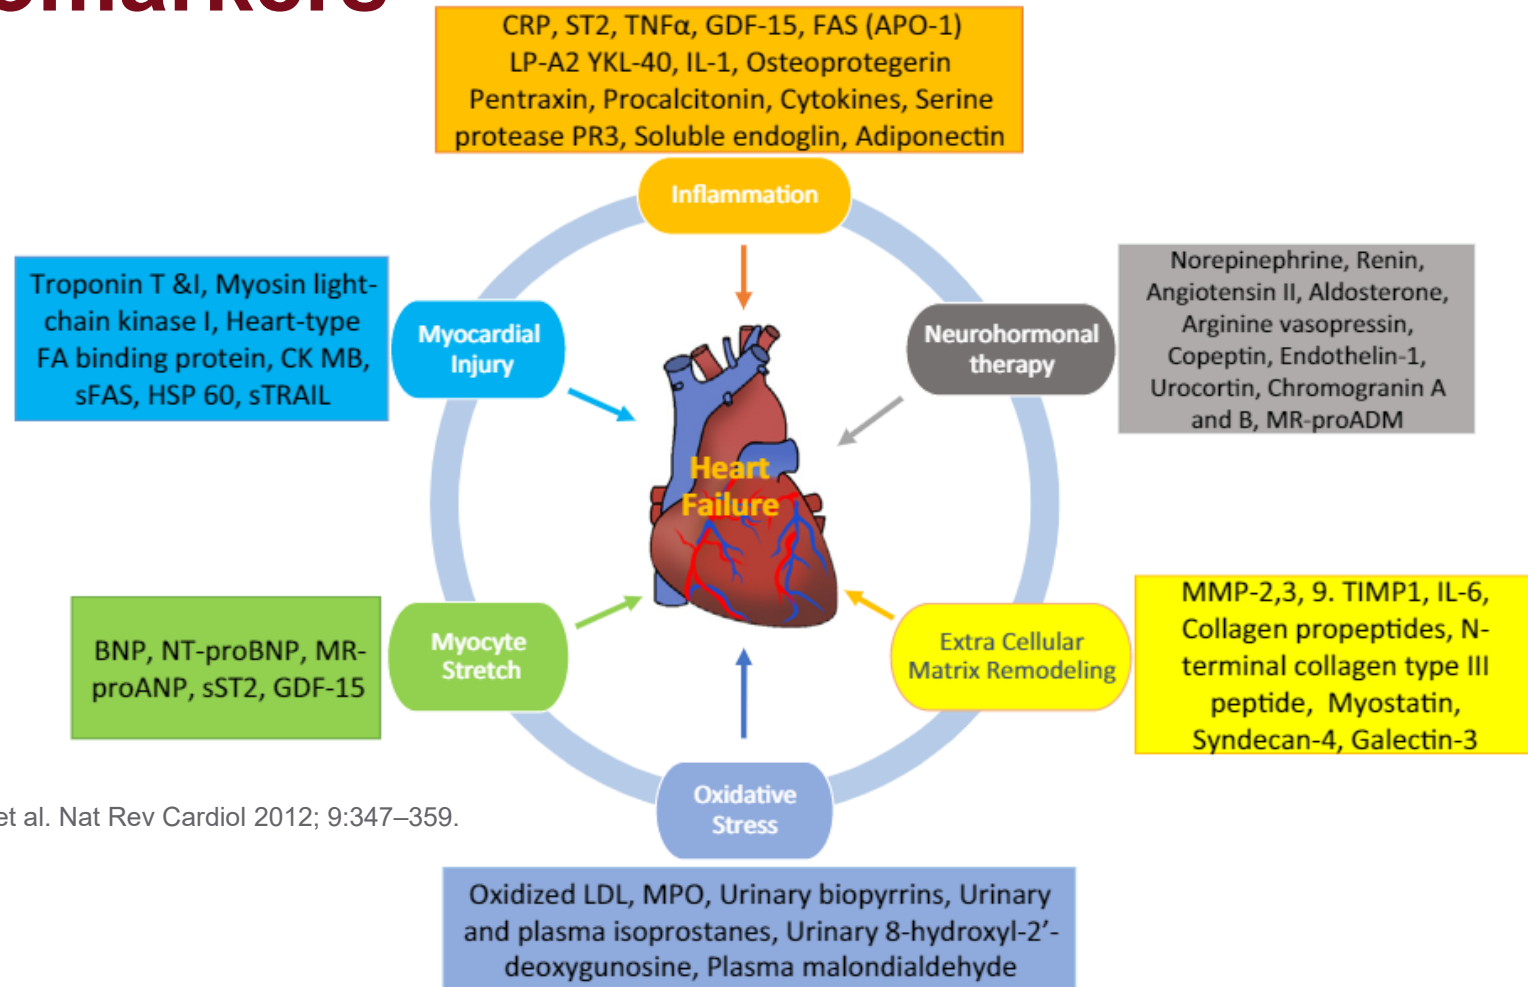 omarkers
CRP, ST2, TNFα, GDF-15, FAS (APO-1)
LP-A2 YKL-40, IL-1, Osteoprotegerin
Pentraxin, Procalcitonin, Cytokines, Serine
protease PR3, Soluble endoglin, Adiponectin
Inflammation
Troponin T &I, Myosin light-
chain kinase I, Heart-type
FA binding protein, CK MB,
sFAS, HSP 60, sTRAIL
Myocardial
Injury
Neurohormonal
therapy
Norepinephrine, Renin,
Angiotensin II, Aldosterone,
Arginine vasopressin,
Copeptin, Endothelin-1,
Urocortin, Chromogranin A
and B, MR-proADM
Heart
Failure
BNP, NT-proBNP, MR-
proANP, sST2, GDF-15
Myocyte
Stretch
Extra Cellular
Matrix Remodeling
MMP-2,3, 9. TIMP1, IL-6,
Collagen propeptides, N-
terminal collagen type III
peptide, Myostatin,
Syndecan-4, Galectin-3
Oxidative
Stress
et al. Nat Rev Cardiol 2012; 9:347–359.
Oxidized LDL, MPO, Urinary biopyrrins, Urinary
and plasma isoprostanes, Urinary 8-hydroxyl-2’-
deoxygunosine, Plasma malondialdehyde